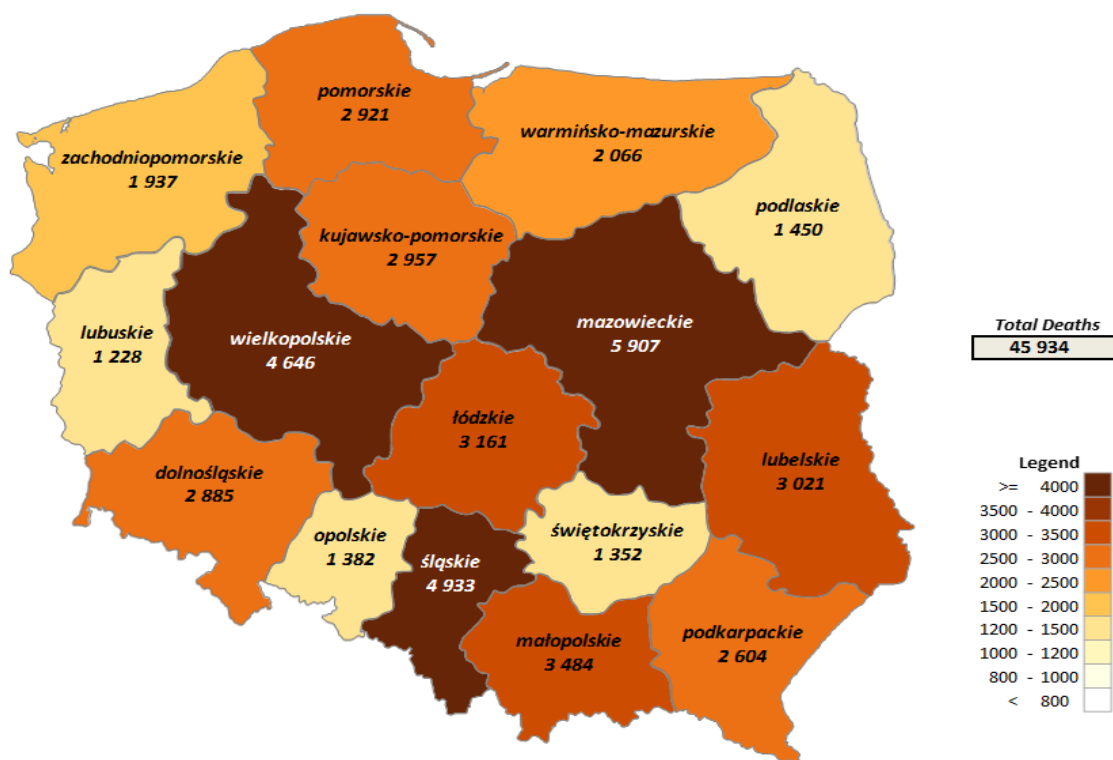 pomorskie
2 921
warmińsko-mazurskie
2 066
zachodniopomorskie
1 937
podlaskie
1 450
kujawsko-pomorskie
2 957
lubuskie
1 228
wielkopolskie
4 646
mazowieckie
5 907
Total Deaths
45 934
łódzkie
3 161
lubelskie
3 021
dolnośląskie
2 885
opolskie
1 382
śląskie
4 933
świętokrzyskie
1 352
małopolskie
3 484
podkarpackie
2 604
Legend
>= 4000
3500 - 4000
3000 - 3500
2500 - 3000
2000 - 2500
1500 - 2000
1200 - 1500
1000 - 1200
800 - 1000
< 800